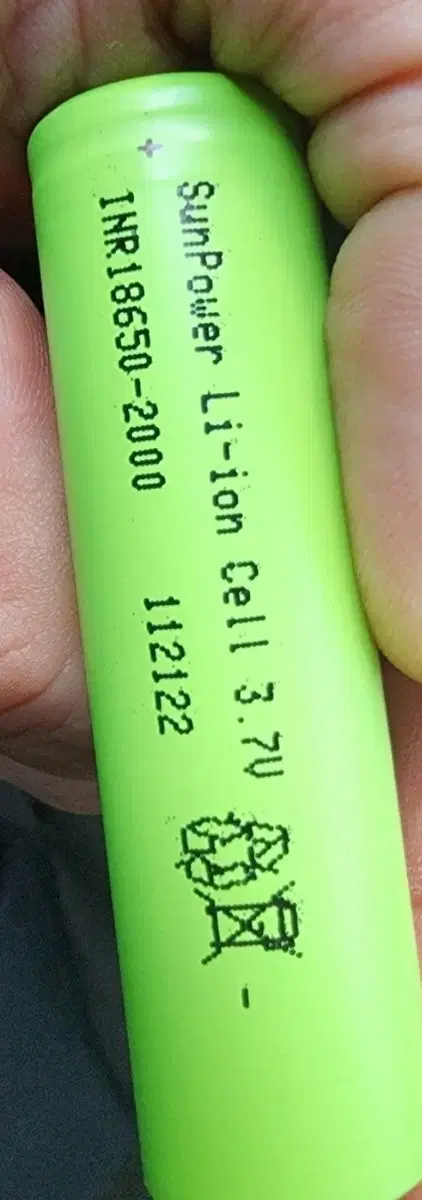 +
SunPower Li-ion Cell 3.7V
INR18650-2000 112122
-